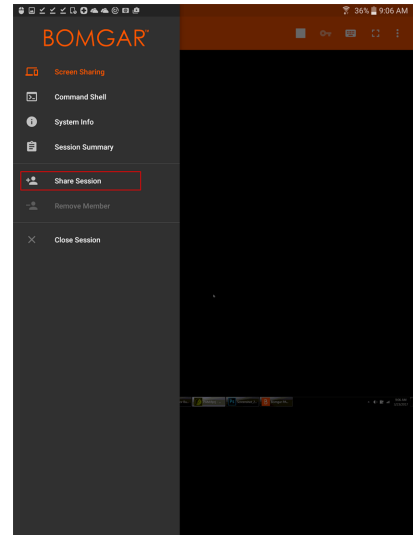 36% 9:06 AM
BOMGAR
Screen Sharing
Command Shell
System Info
Session Summary
Share Session
Remove Member
Close Session